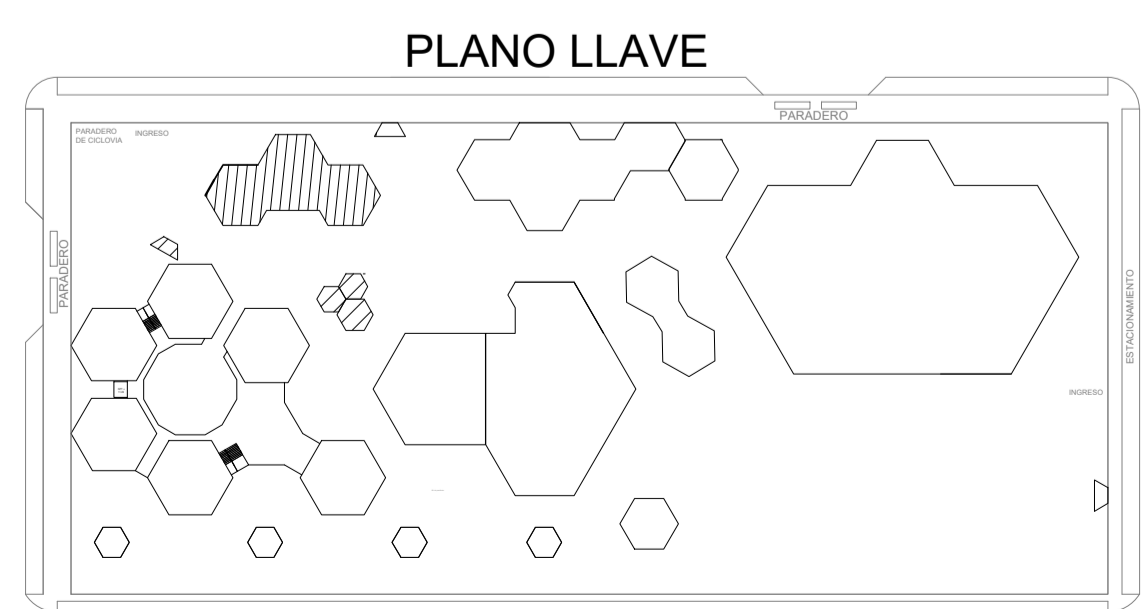 PLANO LLAVE
PARADERO
PARADERO
DE CICLOVIA
INGRESO
PARADERO
ESTACIONAMIENTO
INGRESO